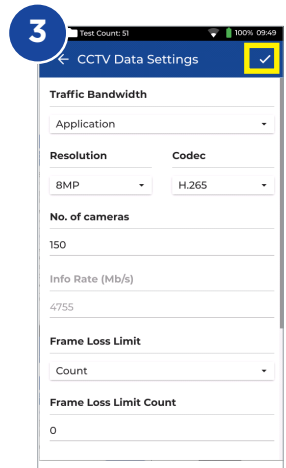 3
Test Count: 51 100% 09:49
CCTV Data Settings
Traffic Bandwidth
Application
Resolution Codec
8MP H.265
No. of cameras
150
Info Rate (Mb/s)
4755
Frame Loss Limit
Count
Frame Loss Limit Count
0